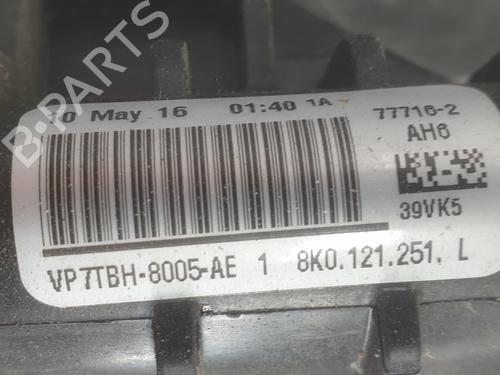 B-PARTS
10 May 16 01:40 1A
77716-2
AH6
39VK5
VP7TBH-8005-AE 1 8K0.121.251. L